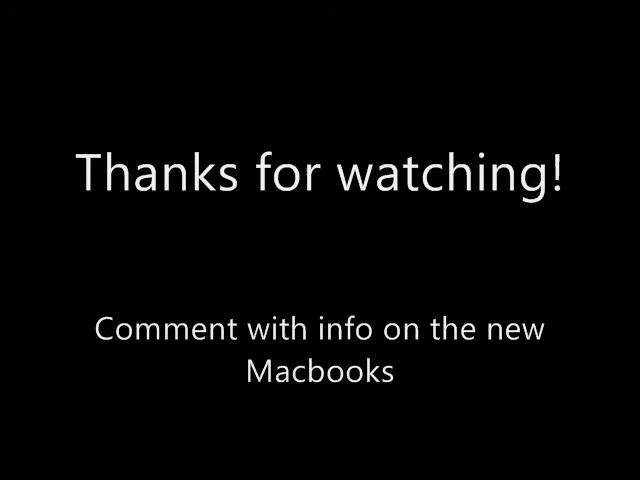 Thanks for watching!
Comment with info on the new
Macbooks